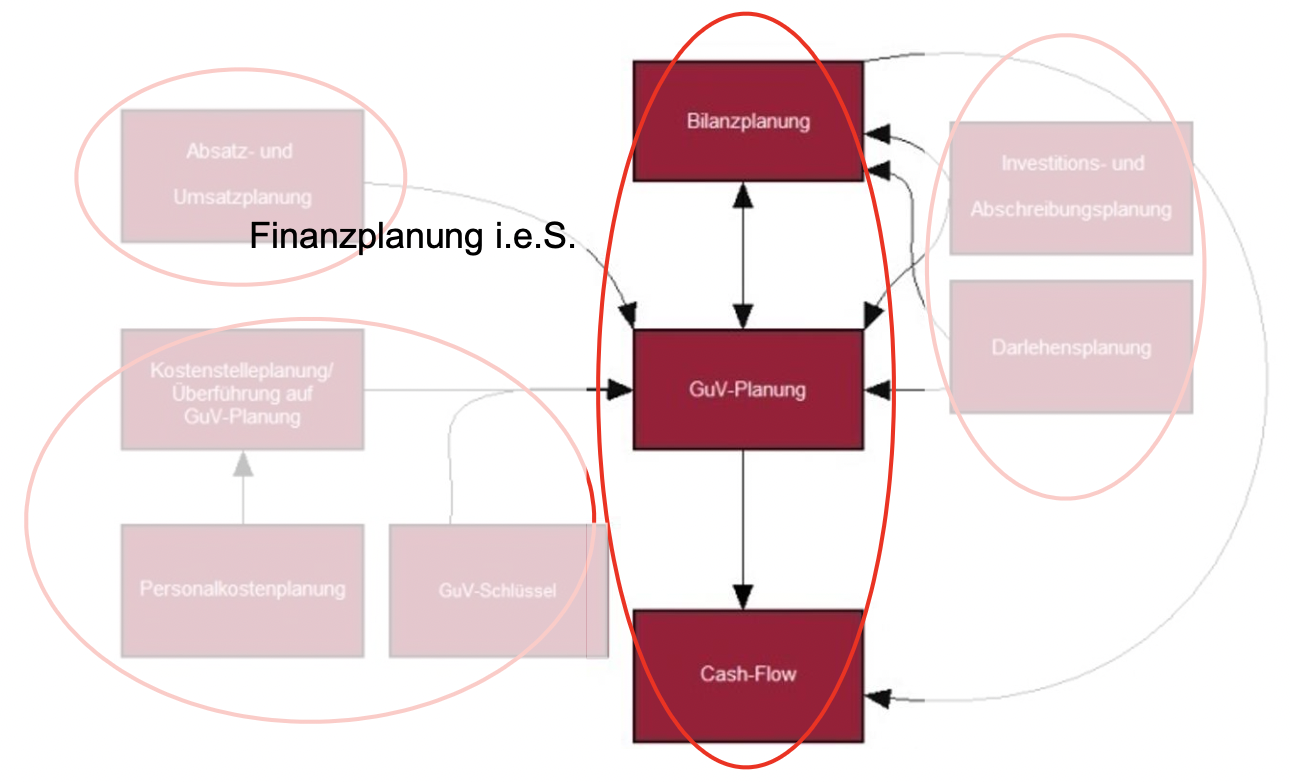 Bilanzplanung
Absatz- und
Umsatzplanung
Investitions- und
Abschreibungsplanung
Finanzplanung i.e.S.
Kostenstelleplanung/
Überführung auf
GuV-Planung
GuV-Planung
Darlehensplanung
Personalkostenplanung
GuV-Schlüssel
Cash-Flow